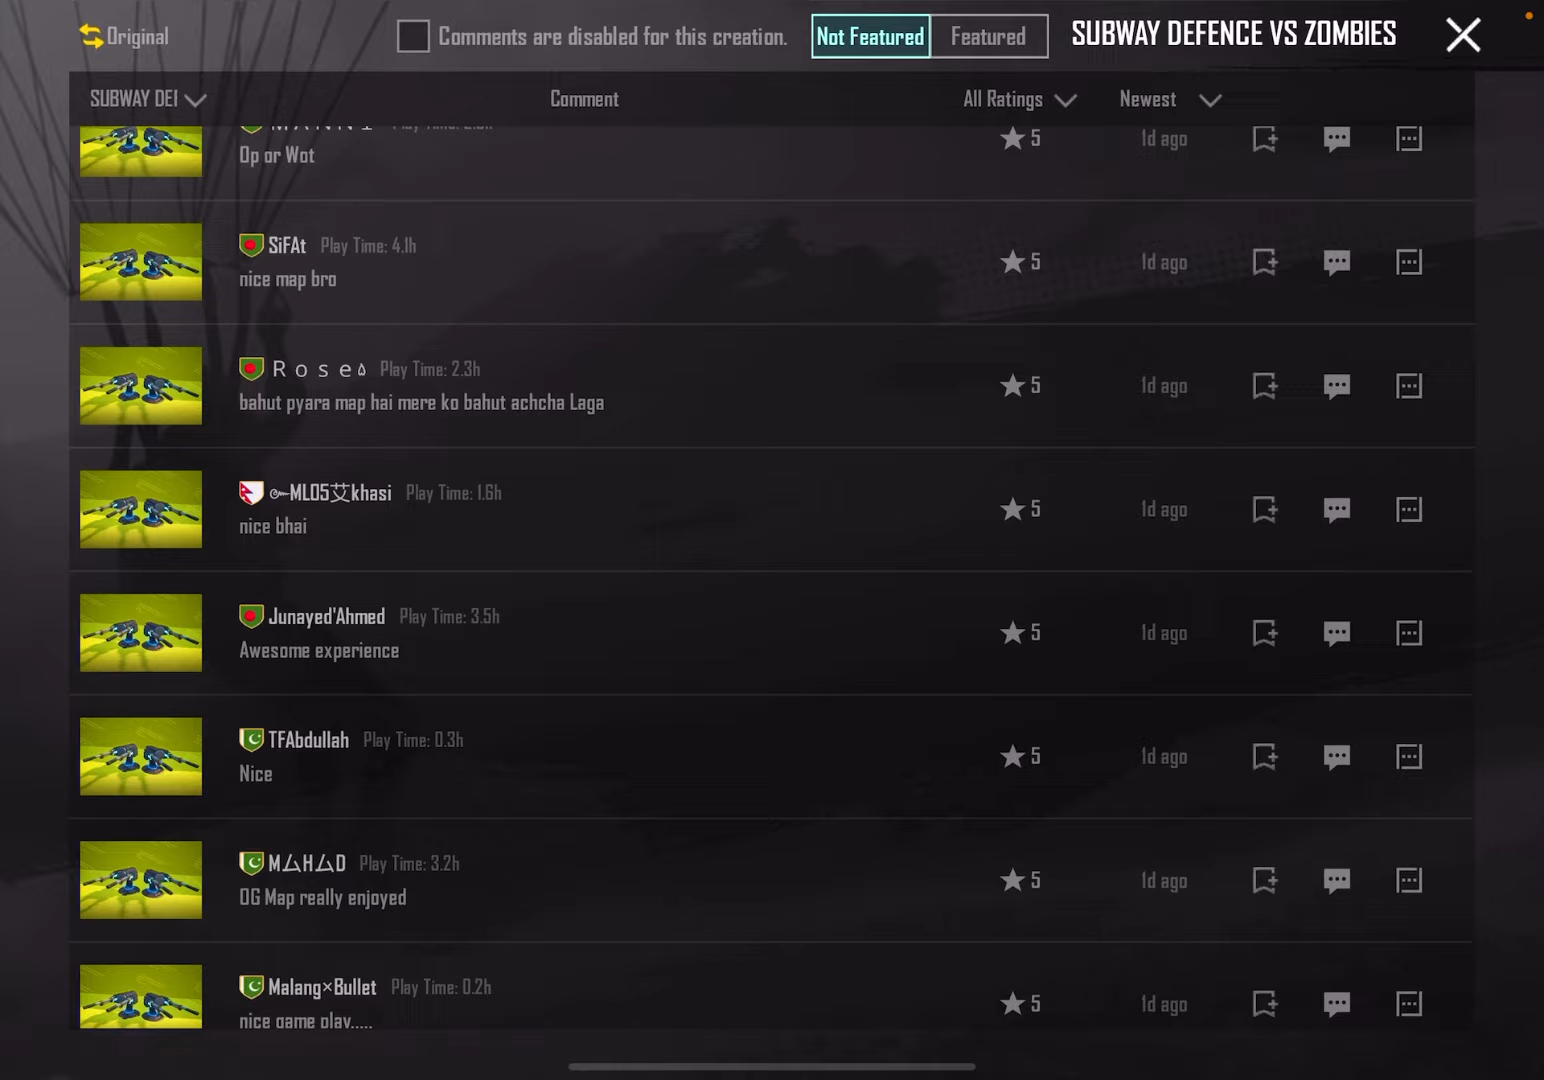 Original
Comments are disabled for this creation.
Not Featured
Featured
SUBWAY DEFENCE VS ZOMBIES
SUBWAY DEI
Comment
All Ratings
Newest
Op or Wot
5
1d ago
SiFAt Play Time: 4.1h
nice map bro
5
1d ago
Rose Play Time: 2.3h
bahut pyara map hai mere ko bahut achcha Laga
5
1d ago
ML05艾khasi Play Time: 1.6h
nice bhai
5
1d ago
Junayed'Ahmed Play Time: 3.5h
Awesome experience
5
1d ago
TFAbdullah Play Time: 0.3h
Nice
5
1d ago
MムHムD Play Time: 3.2h
OG Map really enjoyed
5
1d ago
Malang×Bullet Play Time: 0.2h
nice game play.....
5
1d ago